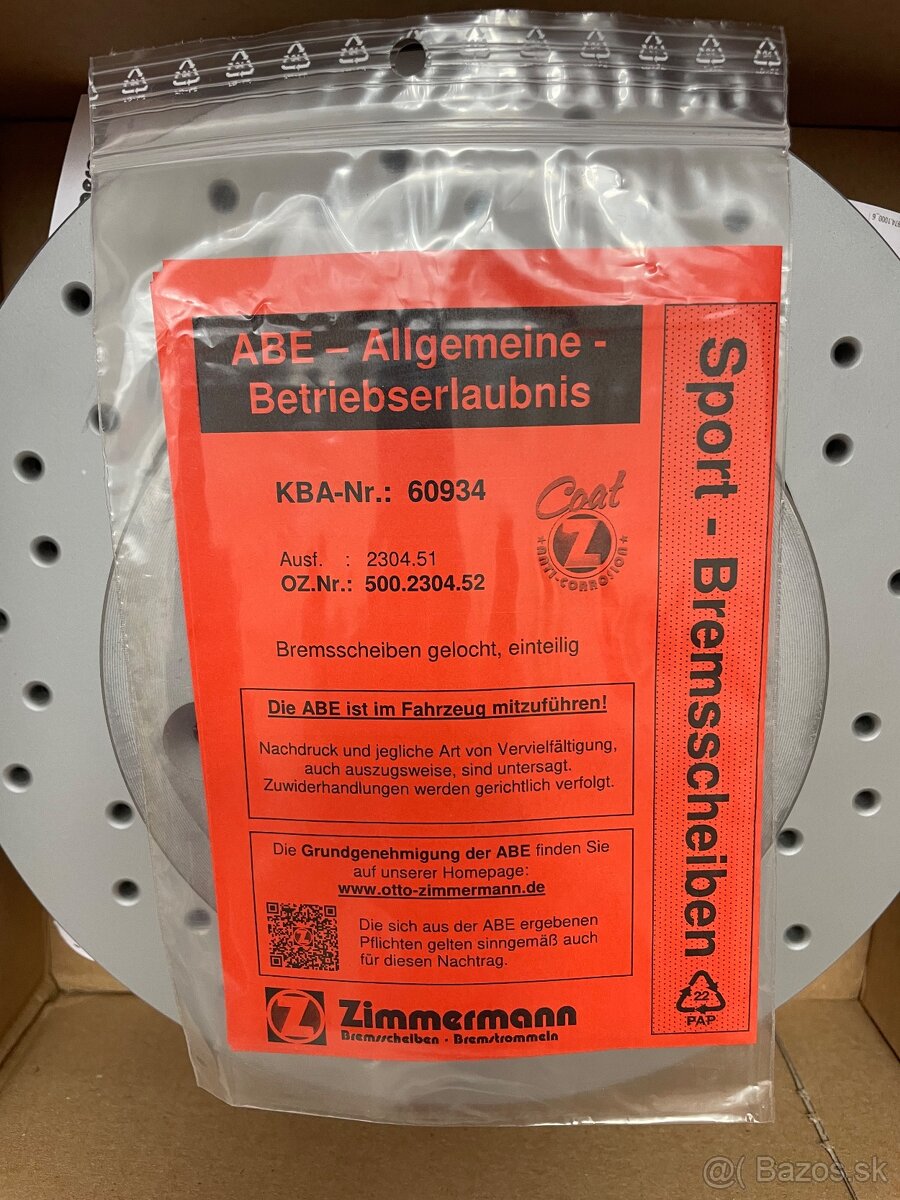 ABE – Allgemeine -
Betriebserlaubnis
KBA-Nr.: 60934
Coat
Z
ANTI-CORROSION
Ausf. : 2304.51
OZ.Nr.: 500.2304.52
Bremsscheiben gelocht, einteilig
Die ABE ist im Fahrzeug mitzuführen!
Nachdruck und jegliche Art von Vervielfältigung,
auch auszugsweise, sind untersagt.
Zuwiderhandlungen werden gerichtlich verfolgt.
Die Grundgenehmigung der ABE finden Sie
auf unserer Homepage:
www.otto-zimmermann.de
Die sich aus der ABE ergebenen
Pflichten gelten sinngemäß auch
für diesen Nachtrag.
Z Zimmermann
Bremsscheiben · Bremstrommeln
Sport - Bremsscheiben
22
PAP
@( Bazos.sk